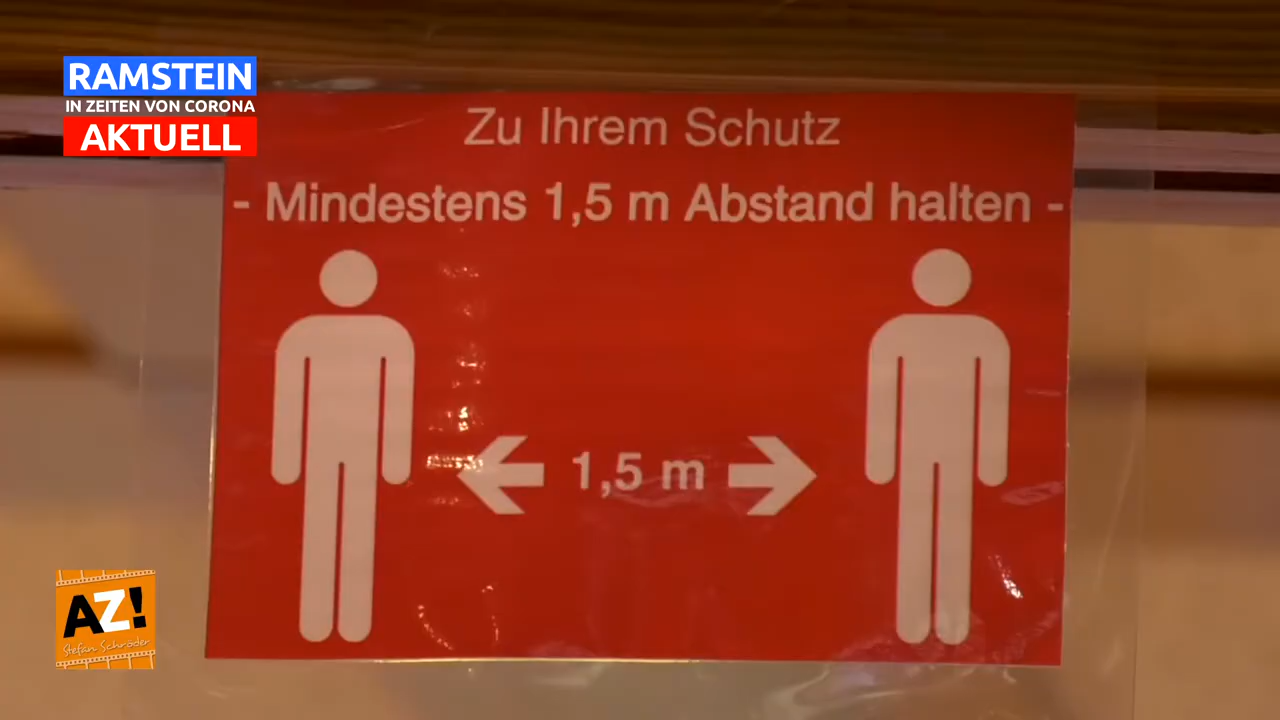 RAMSTEIN
IN ZEITEN VON CORONA
AKTUELL
Zu Ihrem Schutz
- Mindestens 1,5 m Abstand halten -
1,5 m
AZ!
Stefan Schröder